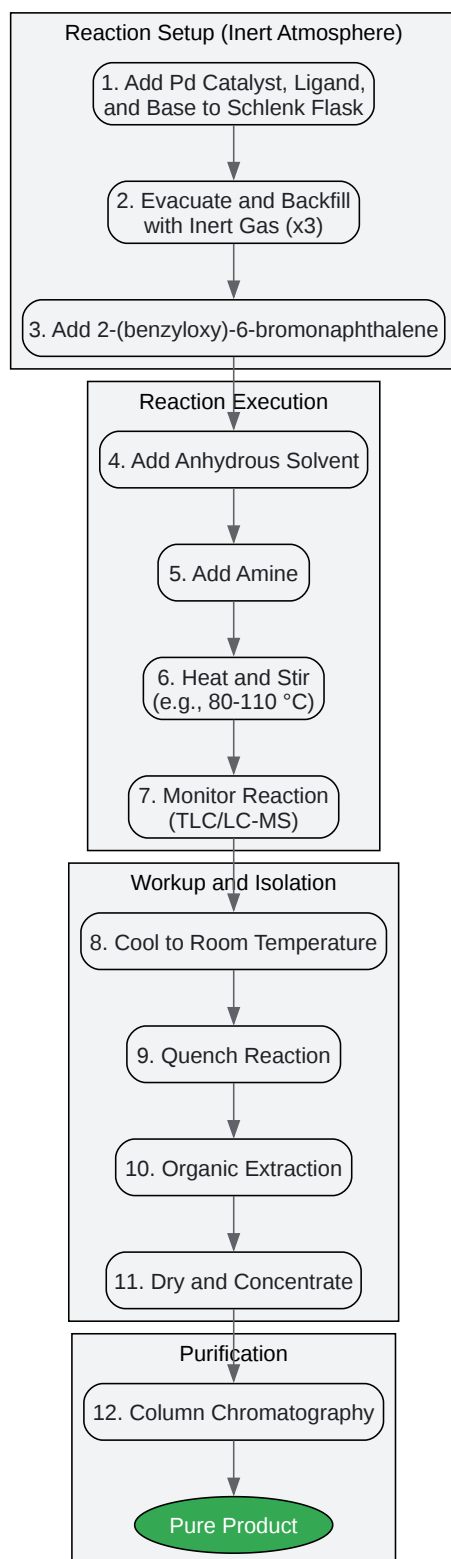 Reaction Setup (Inert Atmosphere)
1. Add Pd Catalyst, Ligand,
and Base to Schlenk Flask
2. Evacuate and Backfill
with Inert Gas (x3)
3. Add 2-(benzyloxy)-6-bromonaphthalene
Reaction Execution
4. Add Anhydrous Solvent
5. Add Amine
6. Heat and Stir
(e.g., 80-110 °C)
7. Monitor Reaction
(TLC/LC-MS)
Workup and Isolation
8. Cool to Room Temperature
9. Quench Reaction
10. Organic Extraction
11. Dry and Concentrate
Purification
12. Column Chromatography
Pure Product